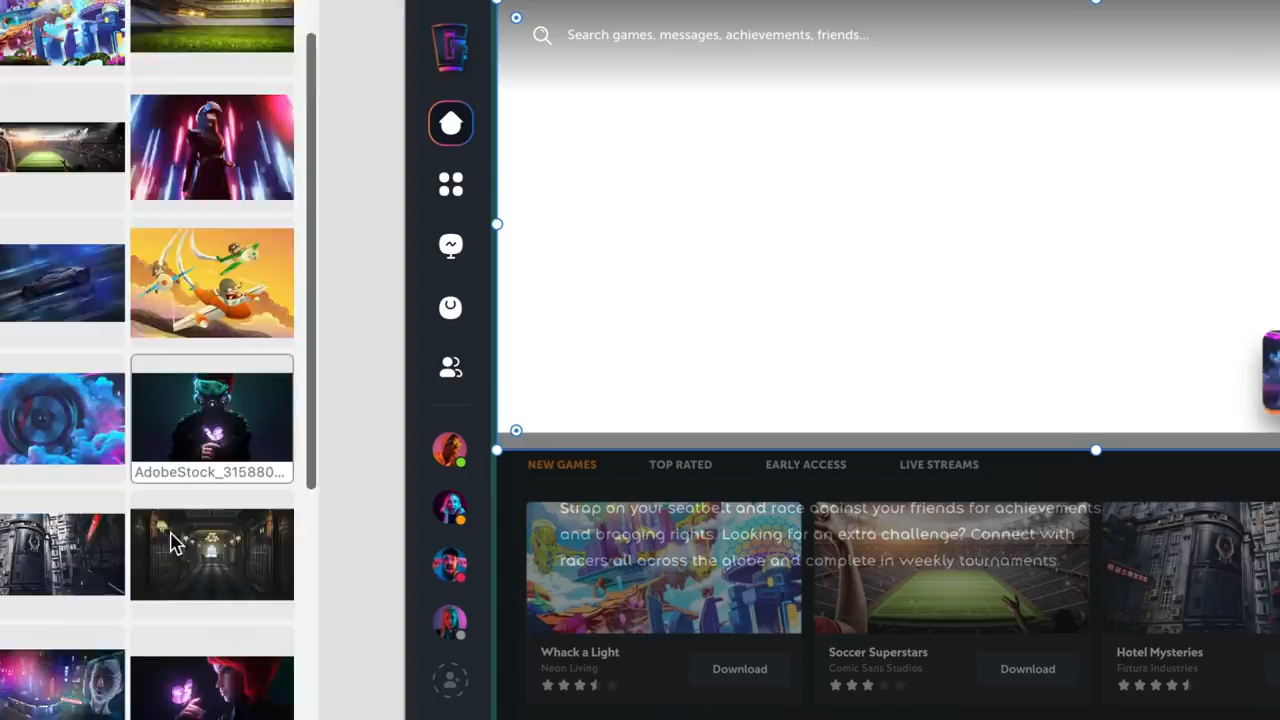 Search games, messages, achievements, friends...
AdobeStock_315880...
NEW GAMES TOP RATED EARLY ACCESS LIVE STREAMS
Strap on your seatbelt and race against your friends for achievements
and bragging rights. Looking for an extra challenge? Connect with
racers all across the globe and complete in weekly tournaments.
Whack a Light
Neon Living
Download
Soccer Superstars
Comic Sans Studios
Download
Hotel Mysteries
Futura Industries